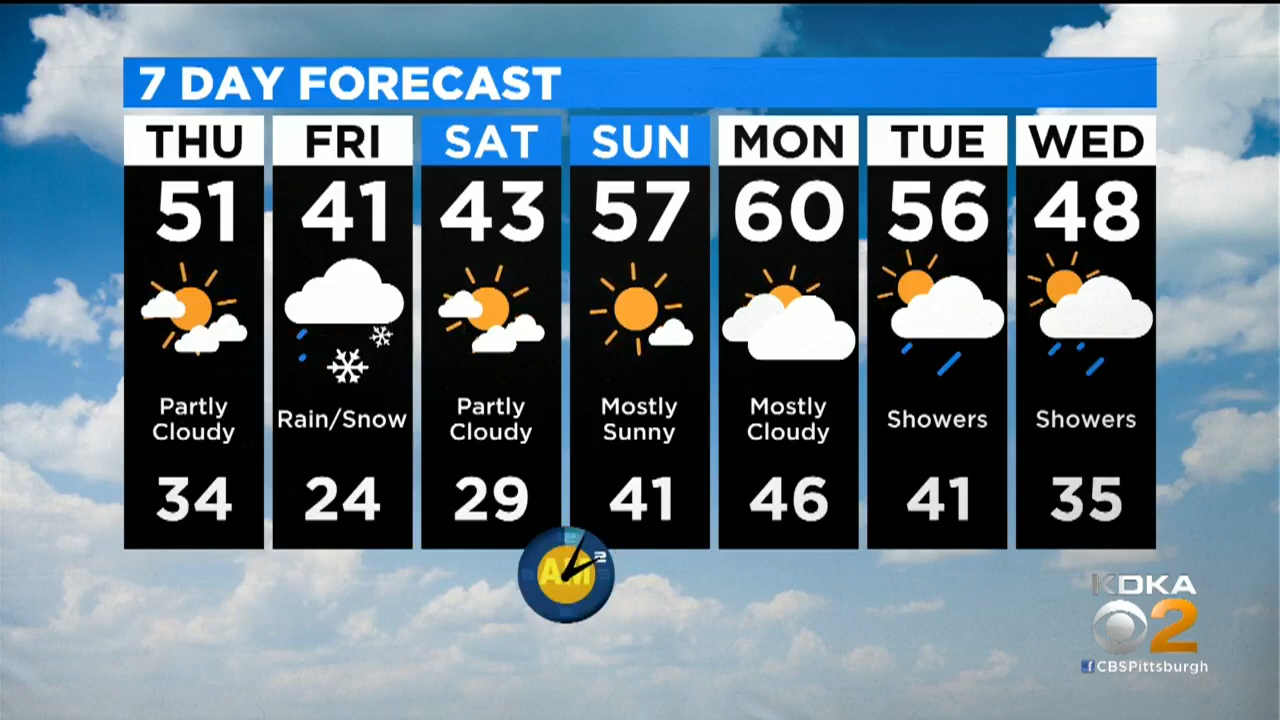 7 DAY FORECAST
THU FRI SAT SUN MON TUE WED
51 41 43 57 60 56 48
Partly Cloudy
Rain/Snow
Partly Cloudy
Mostly Sunny
Mostly Cloudy
Showers
Showers
34 24 29 41 46 41 35
AM
KDKA
2
CBSPittsburgh